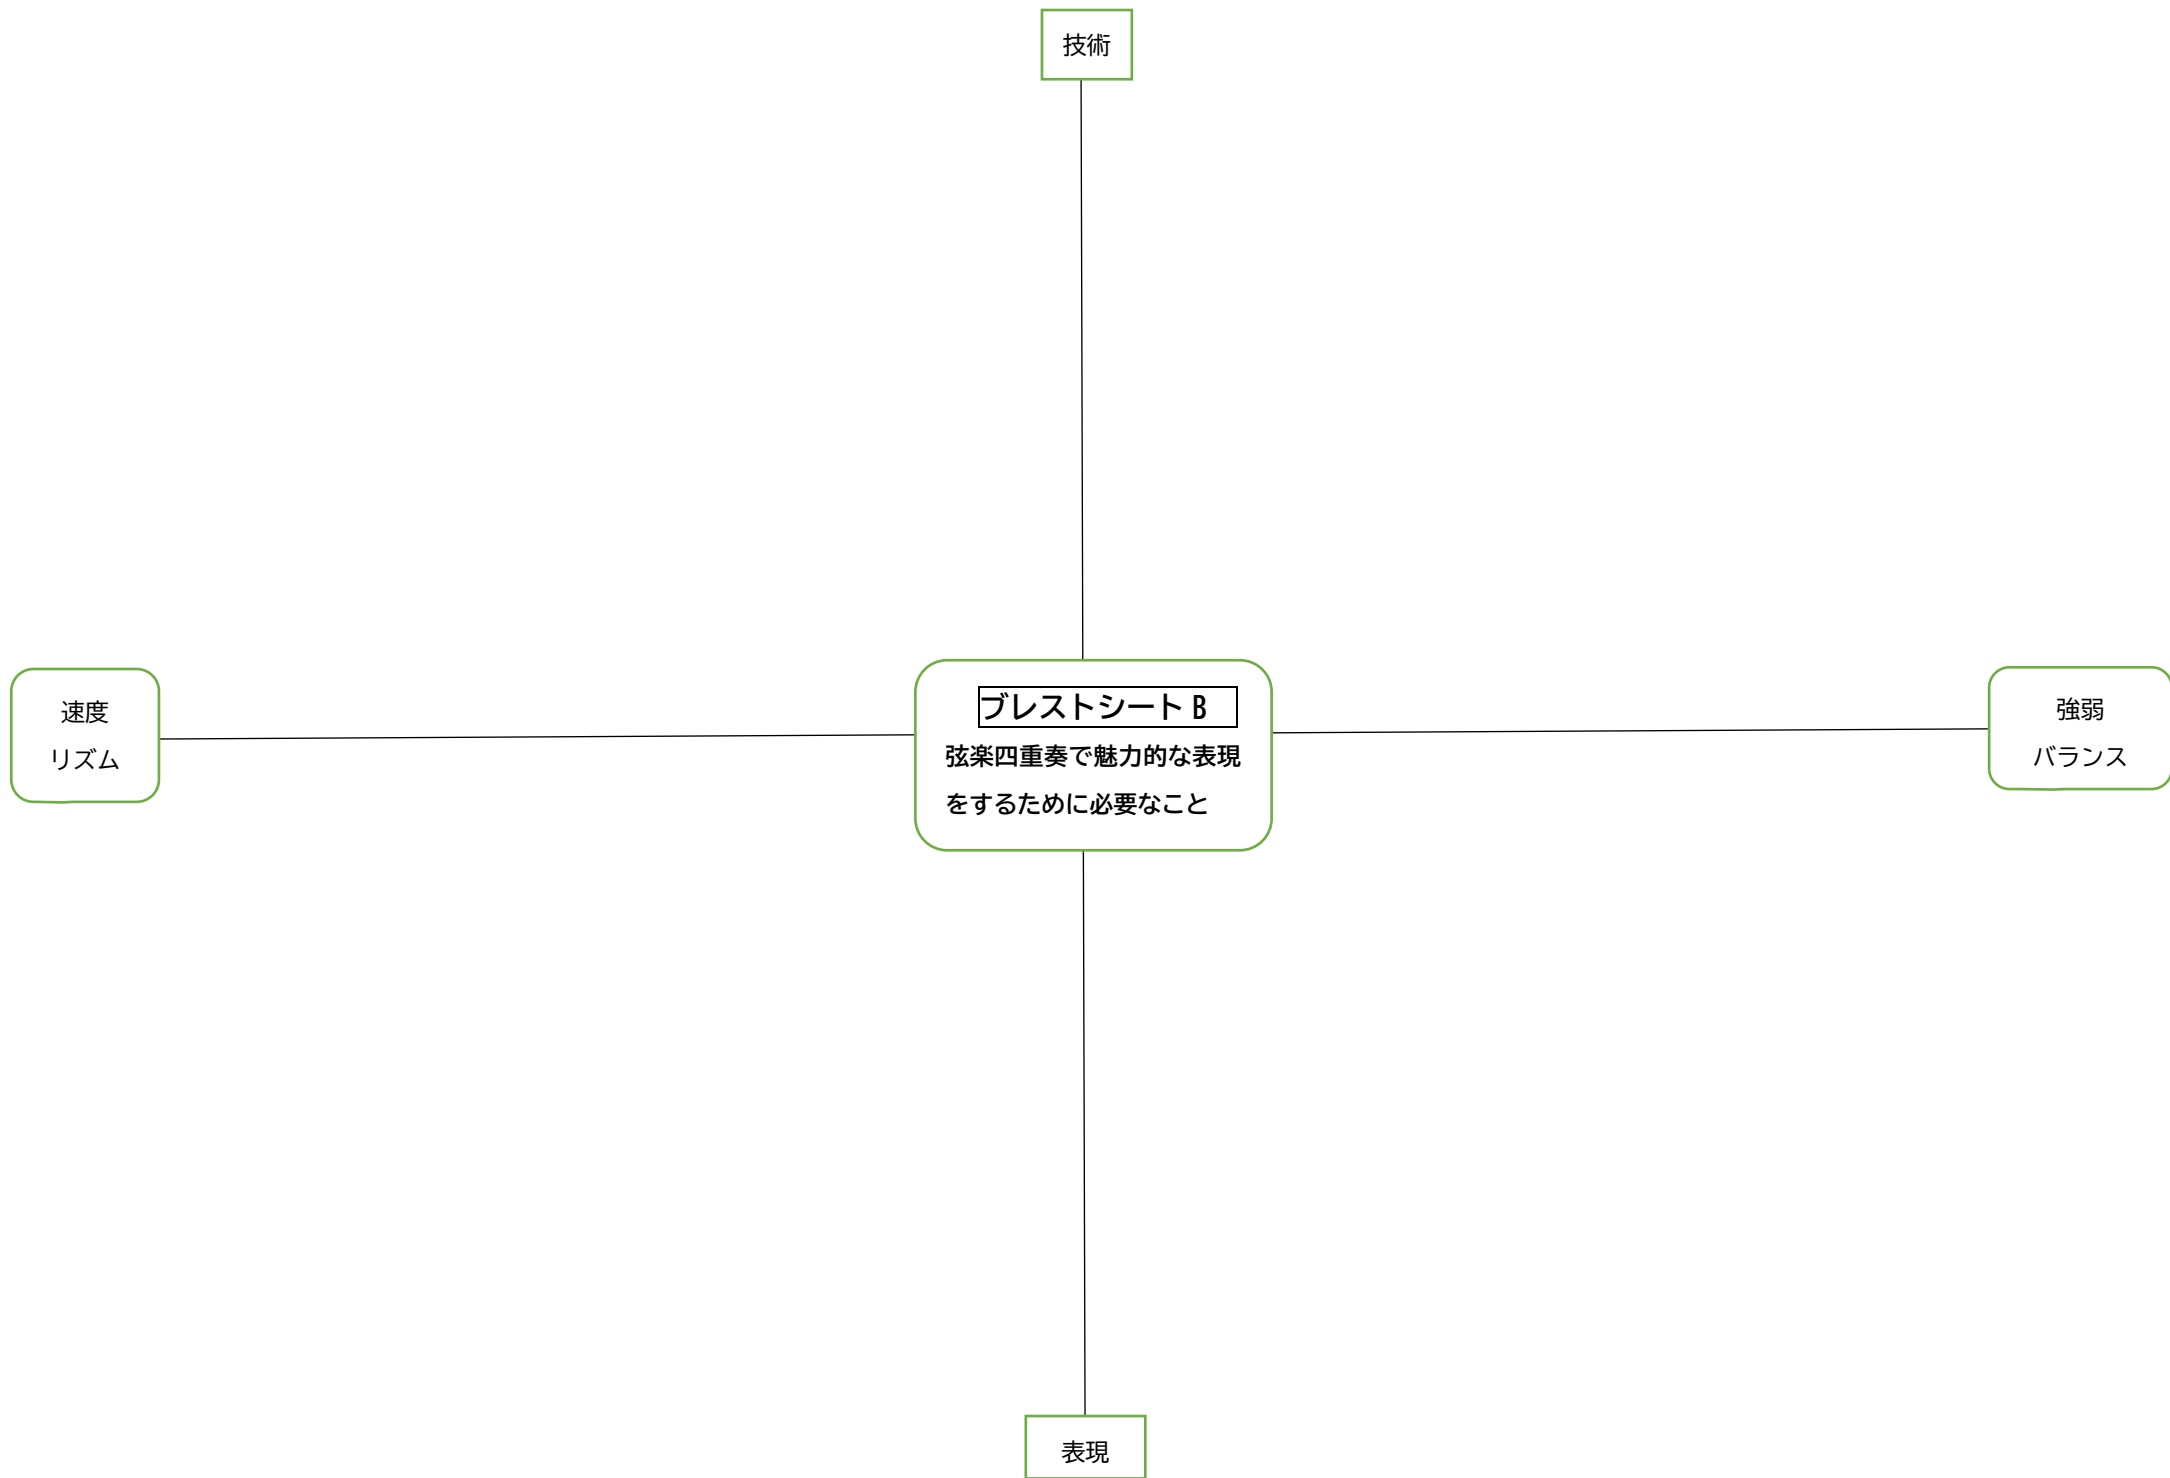 技術
速度
リズム
ブレストシート B
弦楽四重奏で魅力的な表現
をするために必要なこと
強弱
バランス
表現